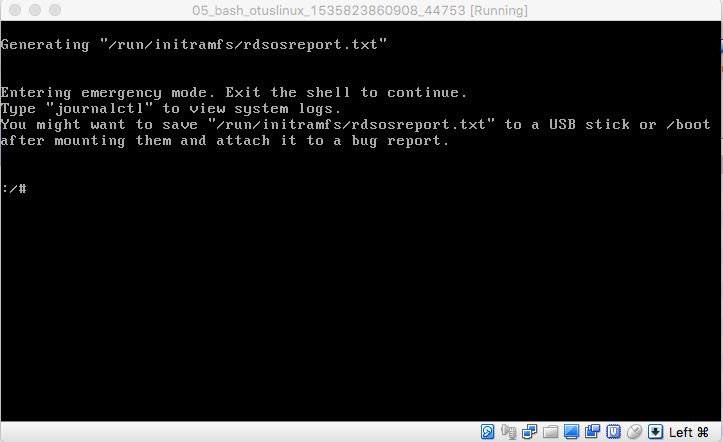 05_bash_otuslinux_1535823860908_44753 [Running]
Generating "/run/initramfs/rdsosreport.txt"
Entering emergency mode. Exit the shell to continue.
Type "journalctl" to view system logs.
You might want to save "/run/initramfs/rdsosreport.txt" to a USB stick or /boot
after mounting them and attach it to a bug report.
:/#
Left ⌘